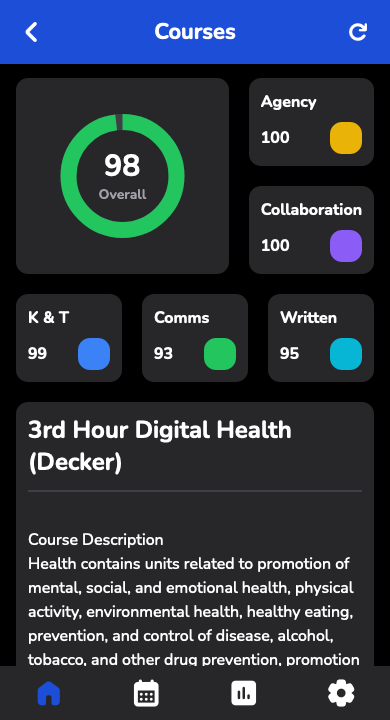 Courses
98
Overall
Agency
100
Collaboration
100
K & T
99
Comms
93
Written
95
3rd Hour Digital Health
(Decker)
Course Description
Health contains units related to promotion of
mental, social, and emotional health, physical
activity, environmental health, healthy eating,
prevention, and control of disease, alcohol,
tobacco, and other drug prevention, promotion